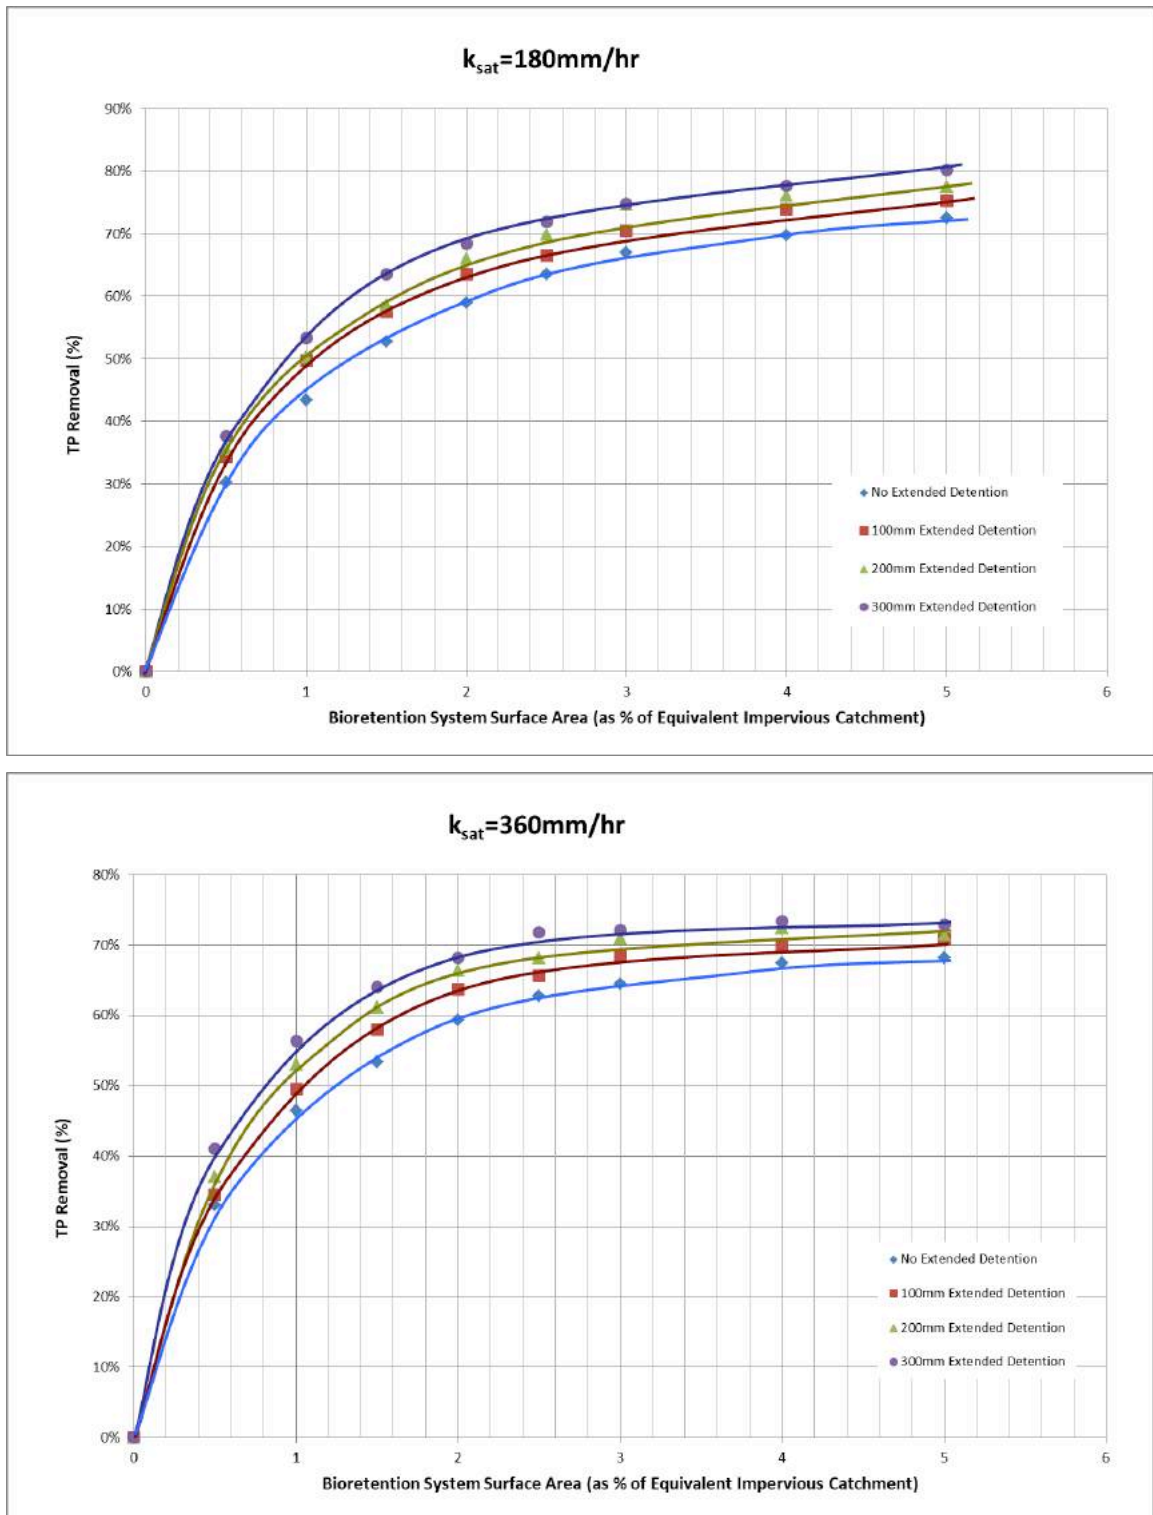 ksat=180mm/hr
90%
80%
70%
60%
50%
40%
30%
20%
10%
0%
TP Removal (%)
No Extended Detention
100mm Extended Detention
200mm Extended Detention
300mm Extended Detention
0 1 2 3 4 5 6
Bioretention System Surface Area (as % of Equivalent Impervious Catchment)
ksat=360mm/hr
80%
70%
60%
50%
40%
30%
20%
10%
0%
TP Removal (%)
No Extended Detention
100mm Extended Detention
200mm Extended Detention
300mm Extended Detention
0 1 2 3 4 5 6
Bioretention System Surface Area (as % of Equivalent Impervious Catchment)